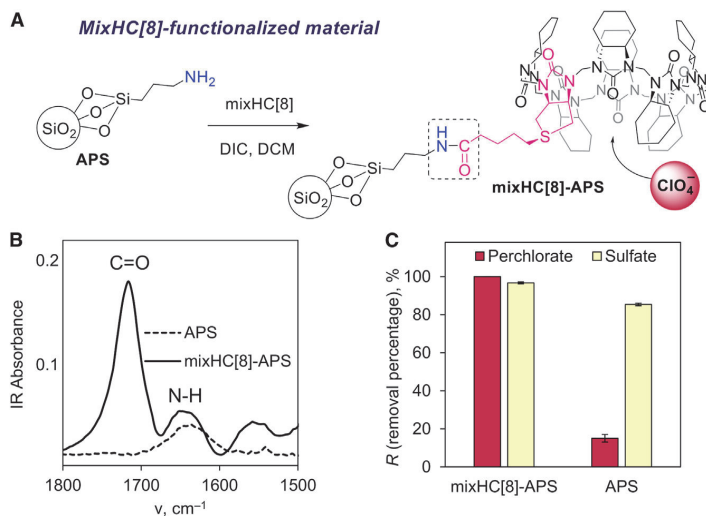 A
MixHC[8]-functionalized material
NH2
O
O
Si
O
SiO2
APS
mixHC[8]
DIC, DCM
O
O
Si
O
SiO2
H
N
C
O
S
mixHC[8]-APS
ClO4−
B
C=O
N-H
APS
mixHC[8]-APS
IR Absorbance
0.2
0.1
1800
1700
1600
1500
ν, cm−1
C
Perchlorate
Sulfate
R (removal percentage), %
100
80
60
40
20
0
mixHC[8]-APS
APS